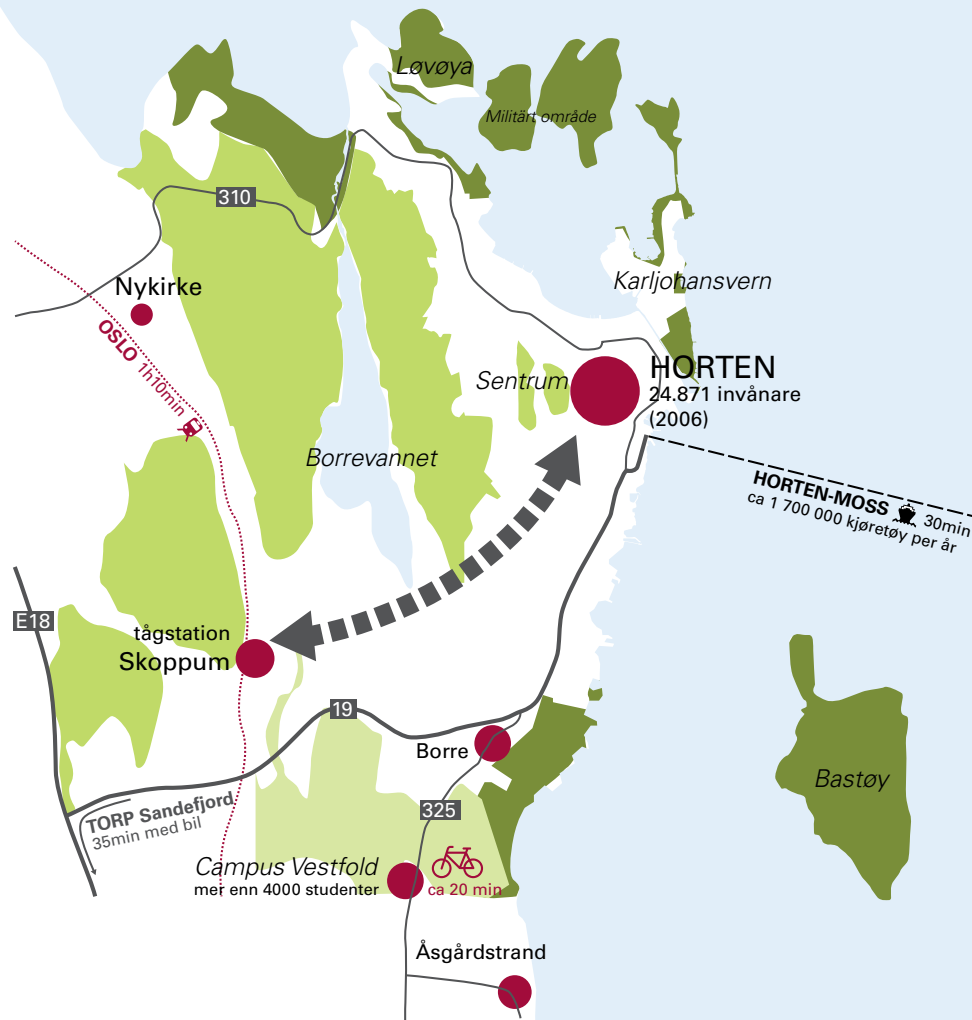 Løvøya
Militärt område
310
Karljohansvern
Nykirke
OSLO 1h10min
HORTEN
24.871 invånare
(2006)
Sentrum
Borrevannet
HORTEN-MOSS 30min
ca 1 700 000 kjøretøy per år
E18
tågstation
Skoppum
19
Borre
Bastøy
325
TORP Sandefjord
35min med bil
Campus Vestfold
mer enn 4000 studenter
ca 20 min
Åsgårdstrand